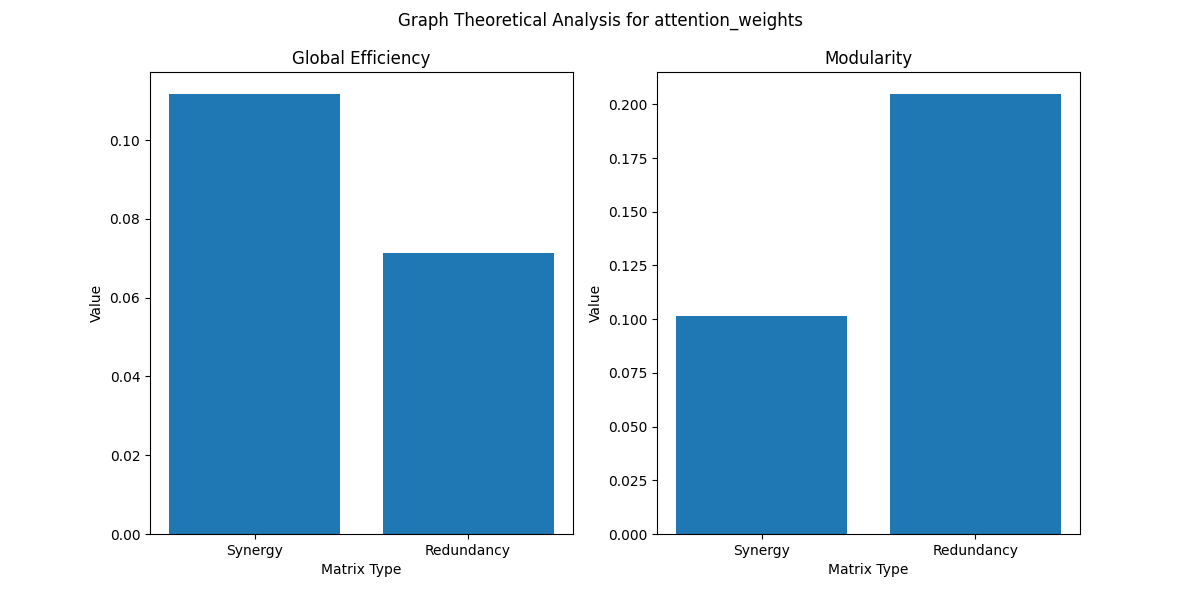 Graph Theoretical Analysis for attention_weights
Global Efficiency
0.10
0.08
0.06
0.04
0.02
0.00
Value
Synergy Redundancy
Matrix Type
Modularity
0.200
0.175
0.150
0.125
0.100
0.075
0.050
0.025
0.000
Value
Synergy Redundancy
Matrix Type